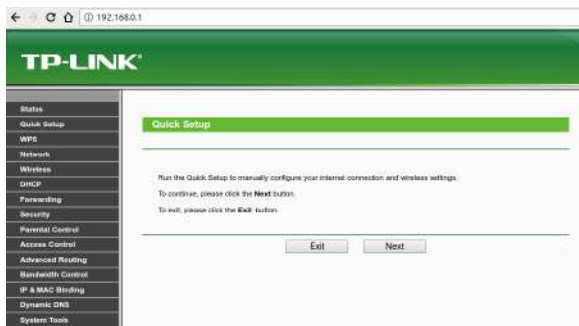 192.168.0.1
TP-LINK
Status
Quick Setup
WPS
Network
Wireless
DHCP
Forwarding
Security
Parental Control
Access Control
Advanced Routing
Bandwidth Control
IP & MAC Binding
Dynamic DNS
System Tools
Quick Setup
Run the Quick Setup to manually configure your internet connection and wireless settings.
To continue, please click the Next button.
To exit, please click the Exit button.
Exit Next